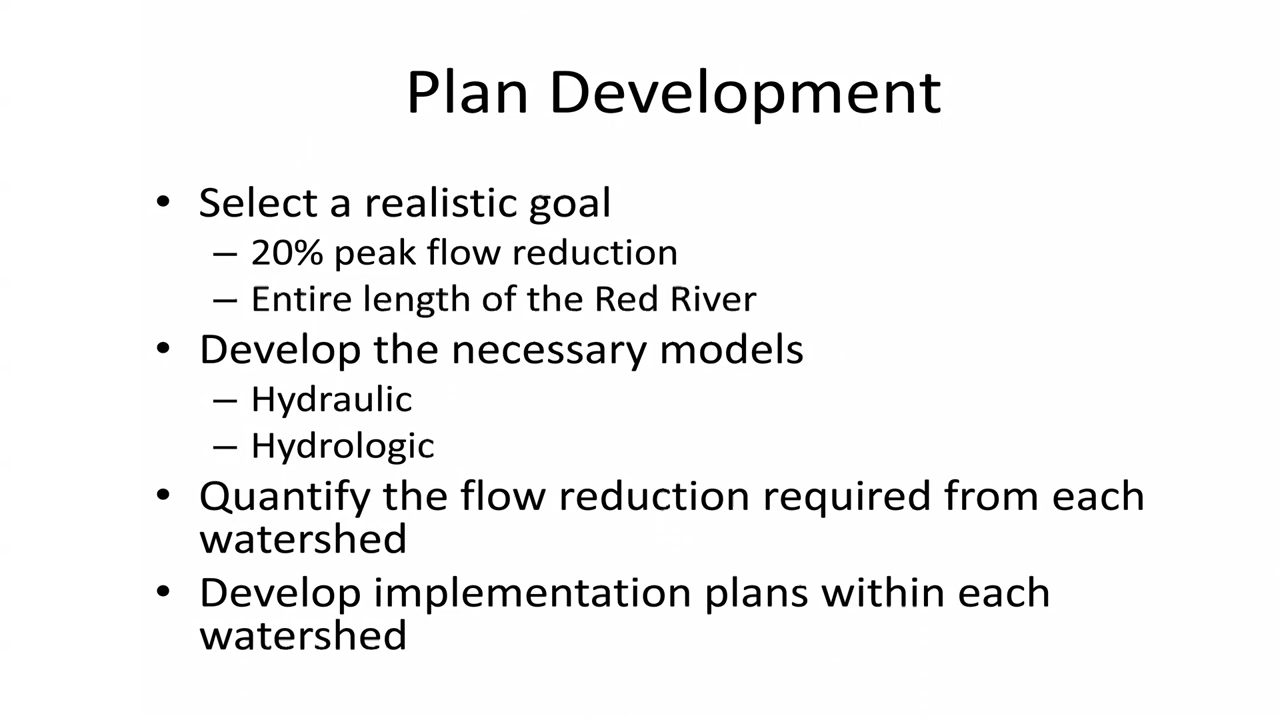 Plan Development
• Select a realistic goal
– 20% peak flow reduction
– Entire length of the Red River
• Develop the necessary models
– Hydraulic
– Hydrologic
• Quantify the flow reduction required from each
watershed
• Develop implementation plans within each
watershed